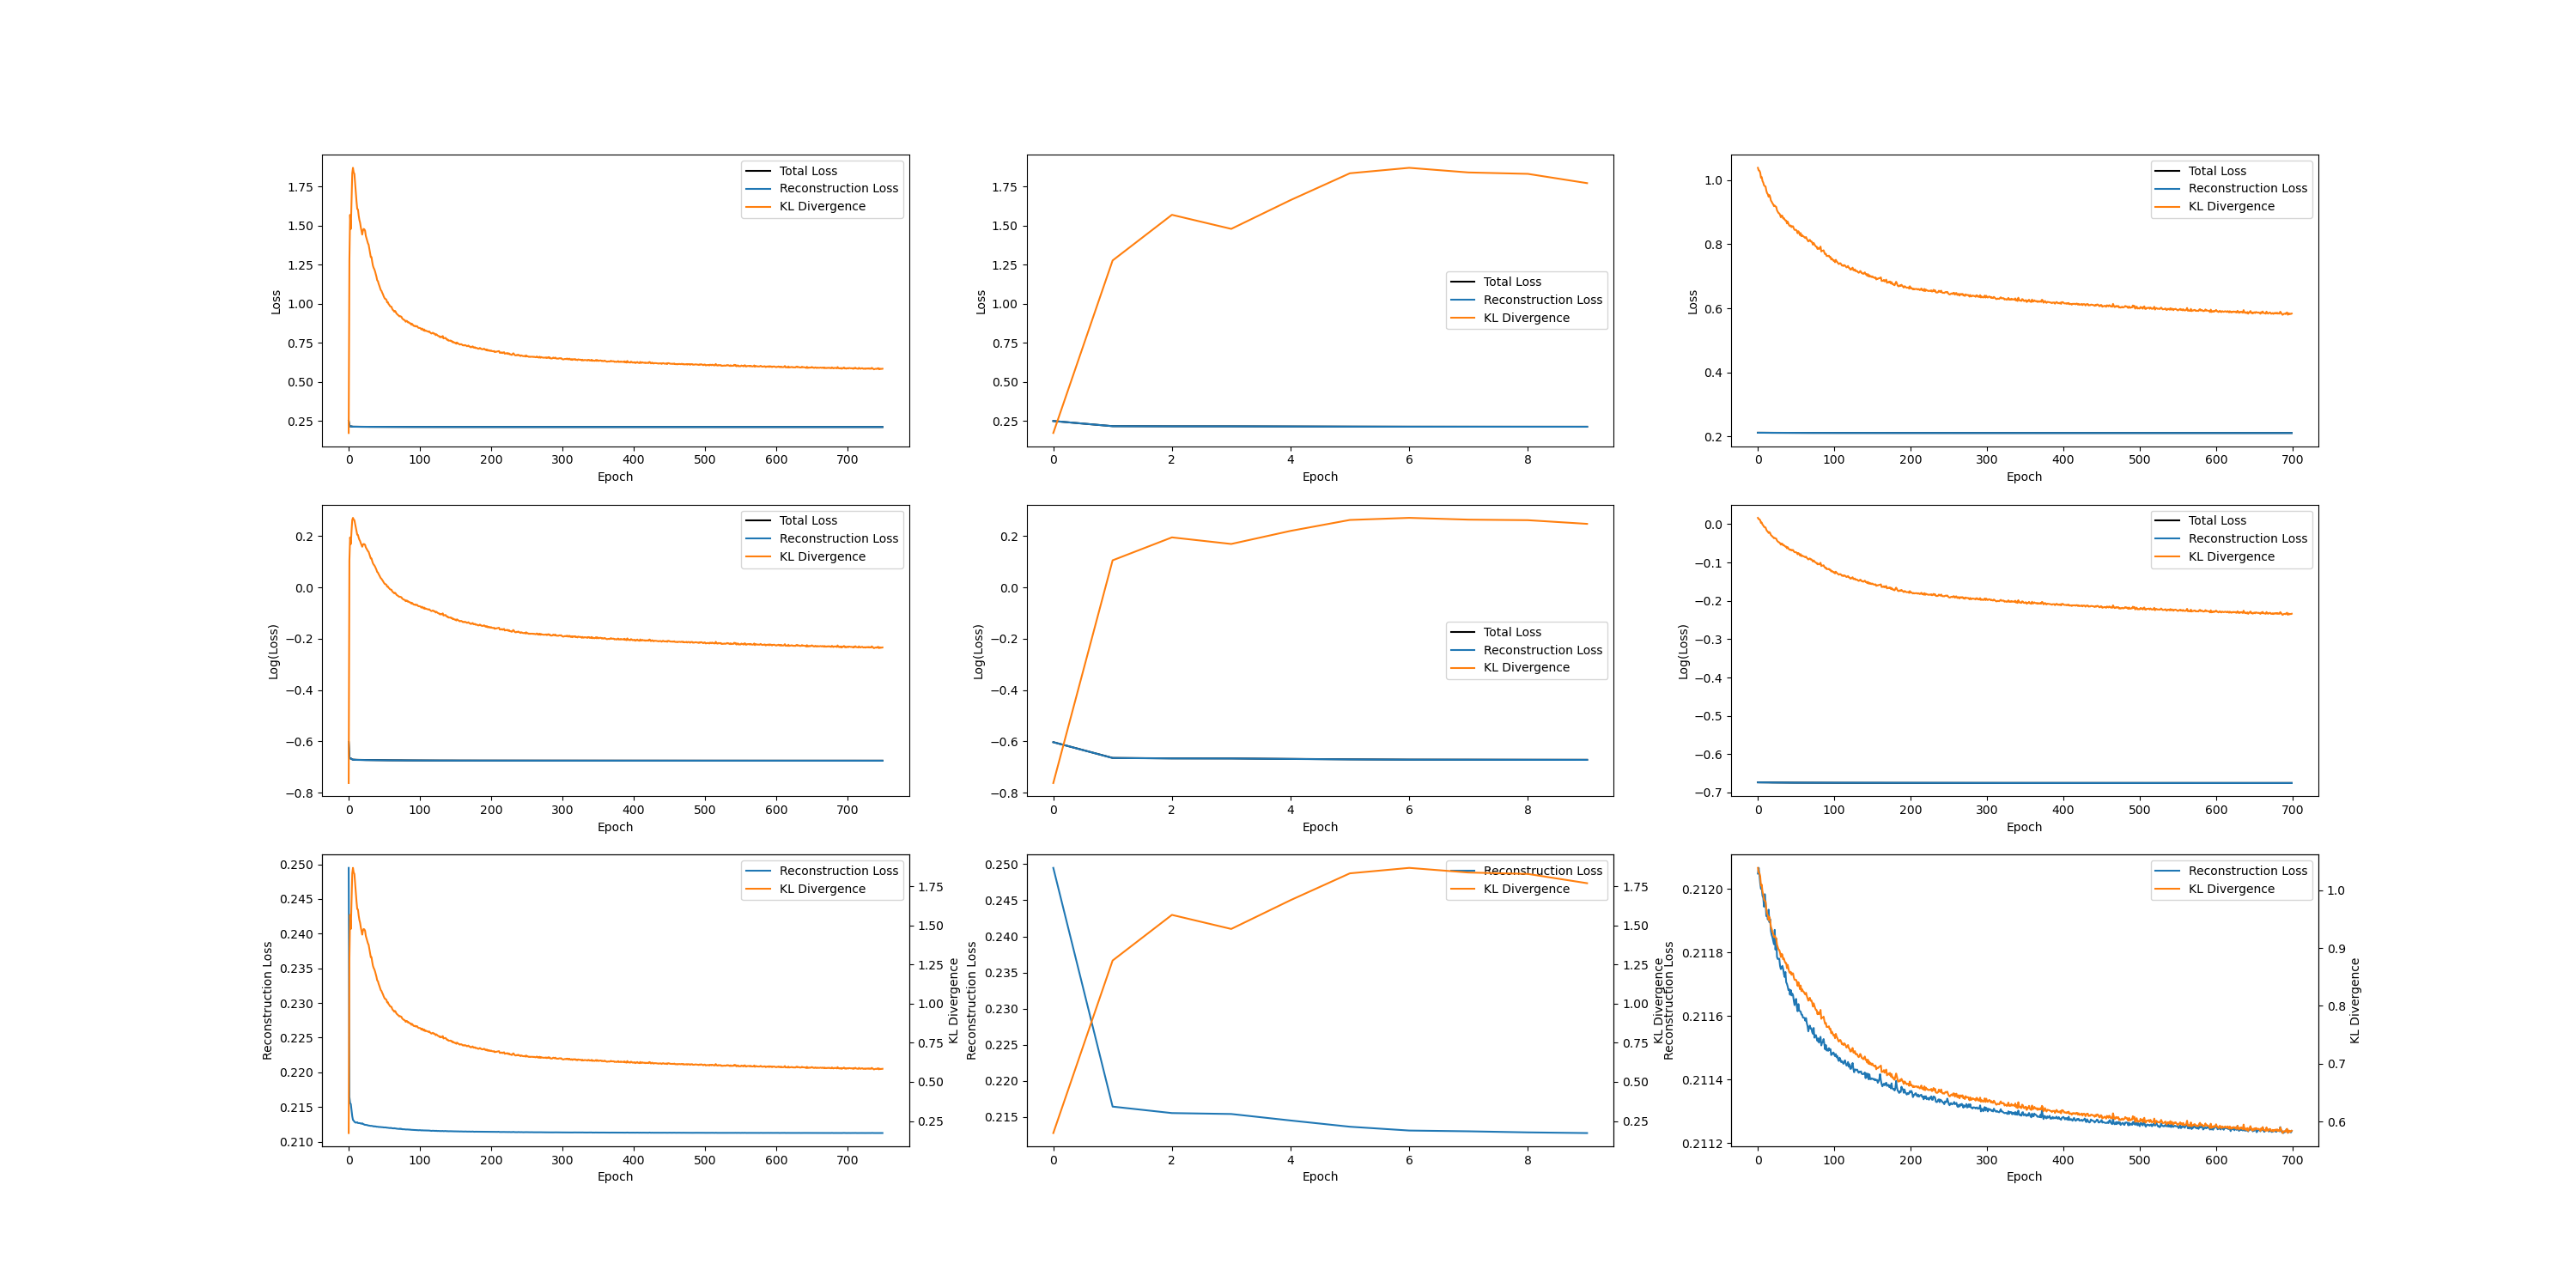 Loss
1.75
1.50
1.25
1.00
0.75
0.50
0.25
0 100 200 300 400 500 600 700
Epoch
Total Loss
Reconstruction Loss
KL Divergence
Loss
1.75
1.50
1.25
1.00
0.75
0.50
0.25
0 2 4 6 8
Epoch
Total Loss
Reconstruction Loss
KL Divergence
Loss
1.0
0.8
0.6
0.4
0.2
0 100 200 300 400 500 600 700
Epoch
Total Loss
Reconstruction Loss
KL Divergence
Log(Loss)
0.2
0.0
−0.2
−0.4
−0.6
−0.8
0 100 200 300 400 500 600 700
Epoch
Total Loss
Reconstruction Loss
KL Divergence
Log(Loss)
0.2
0.0
−0.2
−0.4
−0.6
−0.8
0 2 4 6 8
Epoch
Total Loss
Reconstruction Loss
KL Divergence
Log(Loss)
0.0
−0.1
−0.2
−0.3
−0.4
−0.5
−0.6
−0.7
0 100 200 300 400 500 600 700
Epoch
Total Loss
Reconstruction Loss
KL Divergence
Reconstruction Loss
0.250
0.245
0.240
0.235
0.230
0.225
0.220
0.215
0.210
0 100 200 300 400 500 600 700
Epoch
Reconstruction Loss
KL Divergence
1.75
1.50
1.25
1.00
0.75
0.50
0.25
KL Divergence
Reconstruction Loss
0.250
0.245
0.240
0.235
0.230
0.225
0.220
0.215
0 2 4 6 8
Epoch
Reconstruction Loss
KL Divergence
1.75
1.50
1.25
1.00
0.75
0.50
0.25
KL Divergence
Reconstruction Loss
0.2120
0.2118
0.2116
0.2114
0.2112
0 100 200 300 400 500 600 700
Epoch
Reconstruction Loss
KL Divergence
1.0
0.9
0.8
0.7
0.6
KL Divergence